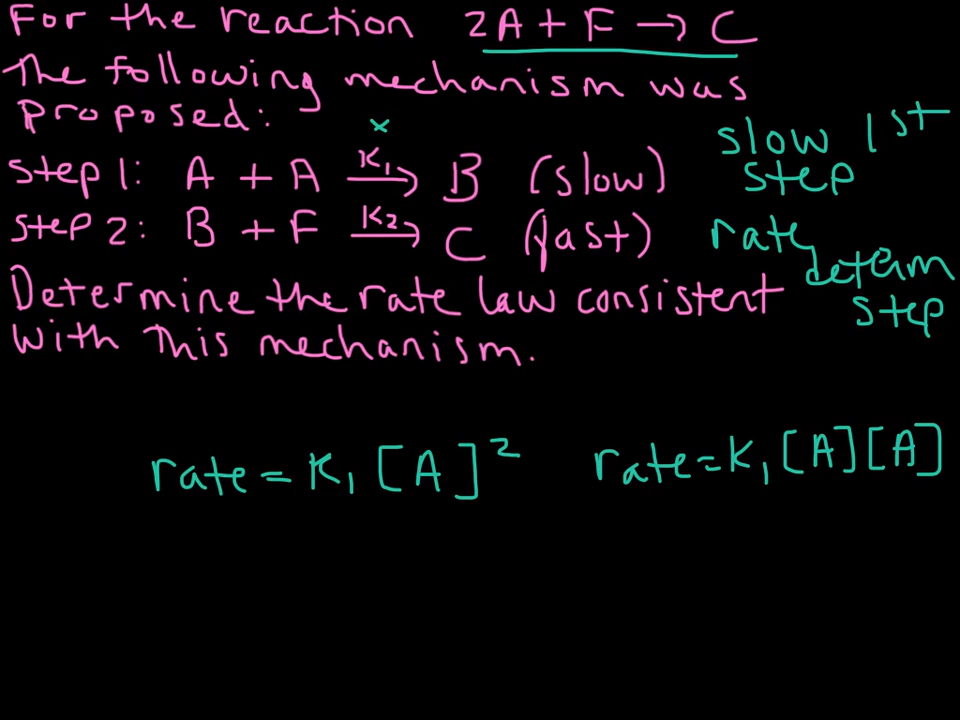 For the reaction 2A + F → C
The following mechanism was
proposed:
x
slow 1st
step
Step 1: A + A K1→ B (slow)
Step 2: B + F K2→ C (fast)
rate
determ
step
Determine the rate law consistent
with this mechanism.
rate = K1 [A]²
rate = K1 [A][A]